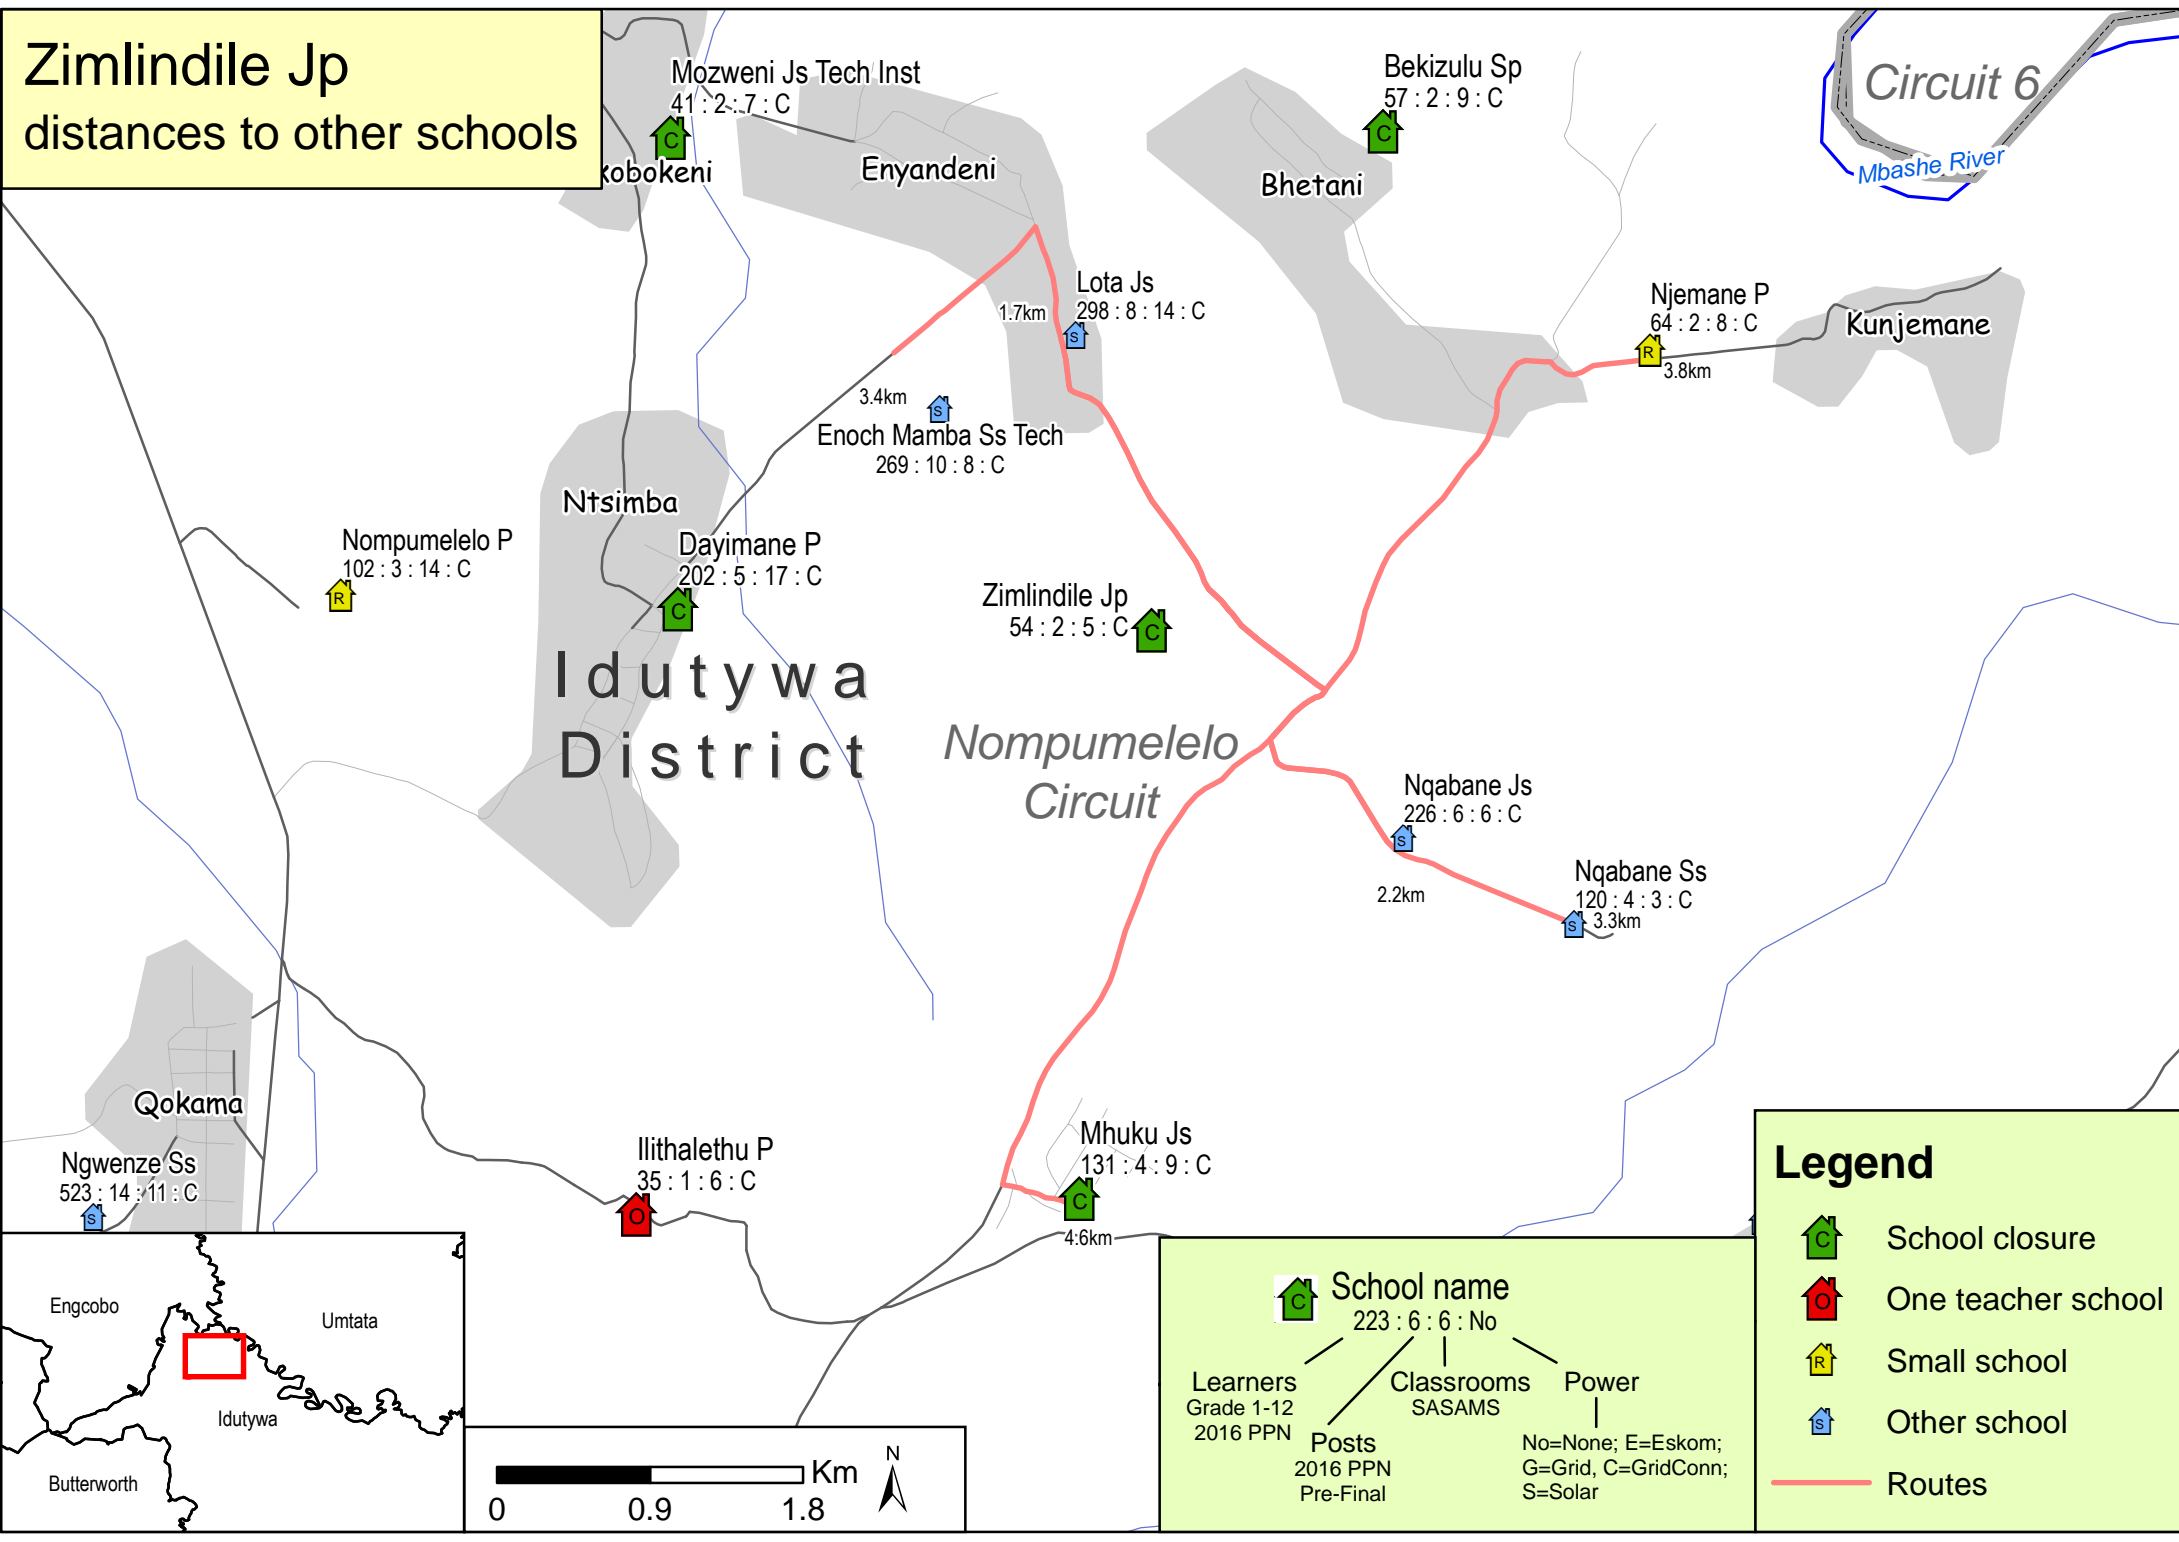 Zimlindile Jp
distances to other schools
Mozweni Js Tech Inst
41 : 2 : 7 : C
C
kobokeni
Enyandeni
Bekizulu Sp
57 : 2 : 9 : C
C
Bhetani
Circuit 6
Mbashe River
Lota Js
298 : 8 : 14 : C
1.7km
S
Njemane P
64 : 2 : 8 : C
R
3.8km
Kunjemane
3.4km
S
Enoch Mamba Ss Tech
269 : 10 : 8 : C
Ntsimba
Nompumelelo P
102 : 3 : 14 : C
R
Dayimane P
202 : 5 : 17 : C
C
Zimlindile Jp
54 : 2 : 5 : C
C
Idutywa
District
Nompumelelo
Circuit
Nqabane Js
226 : 6 : 6 : C
S
2.2km
Nqabane Ss
120 : 4 : 3 : C
S
3.3km
Qokama
Ngwenze Ss
523 : 14 : 11 : C
S
Ilithalethu P
35 : 1 : 6 : C
O
Mhuku Js
131 : 4 : 9 : C
C
4.6km
Engcobo
Umtata
Idutywa
Butterworth
Km
0 0.9 1.8
N
C
School name
223 : 6 : 6 : No
Learners
Grade 1-12
2016 PPN
Posts
2016 PPN
Pre-Final
Classrooms
SASAMS
Power
No=None; E=Eskom;
G=Grid, C=GridConn;
S=Solar
Legend
C School closure
O One teacher school
R Small school
S Other school
Routes